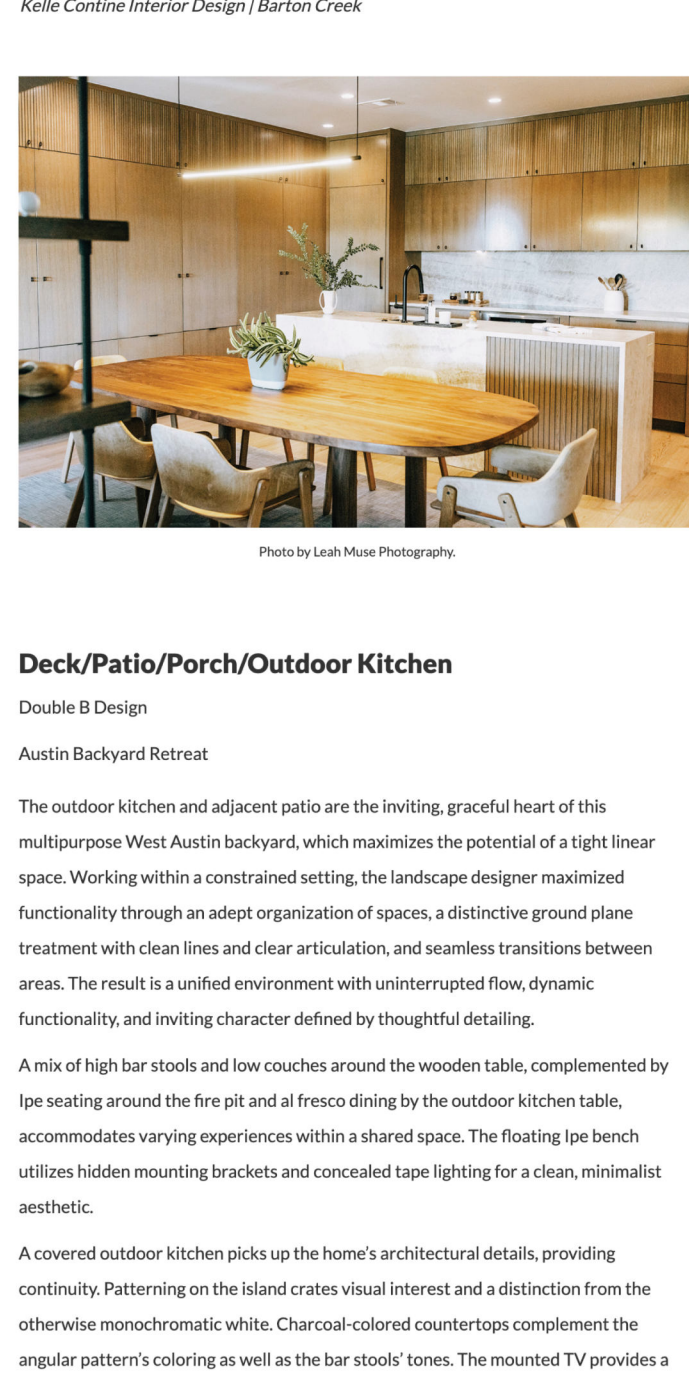 Kelle Contine Interior Design | Barton Creek
Photo by Leah Muse Photography.
Deck/Patio/Porch/Outdoor Kitchen
Double B Design
Austin Backyard Retreat
The outdoor kitchen and adjacent patio are the inviting, graceful heart of this
multipurpose West Austin backyard, which maximizes the potential of a tight linear
space. Working within a constrained setting, the landscape designer maximized
functionality through an adept organization of spaces, a distinctive ground plane
treatment with clean lines and clear articulation, and seamless transitions between
areas. The result is a unified environment with uninterrupted flow, dynamic
functionality, and inviting character defined by thoughtful detailing.
A mix of high bar stools and low couches around the wooden table, complemented by
Ipe seating around the fire pit and al fresco dining by the outdoor kitchen table,
accommodates varying experiences within a shared space. The floating Ipe bench
utilizes hidden mounting brackets and concealed tape lighting for a clean, minimalist
aesthetic.
A covered outdoor kitchen picks up the home’s architectural details, providing
continuity. Patterning on the island crates visual interest and a distinction from the
otherwise monochromatic white. Charcoal-colored countertops complement the
angular pattern’s coloring as well as the bar stools’ tones. The mounted TV provides a